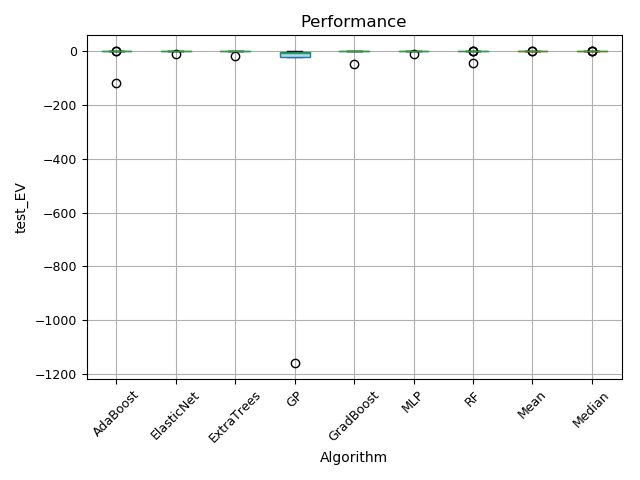 Performance
test_EV
0
−200
−400
−600
−800
−1000
−1200
AdaBoost
ElasticNet
ExtraTrees
GP
GradBoost
MLP
RF
Mean
Median
Algorithm